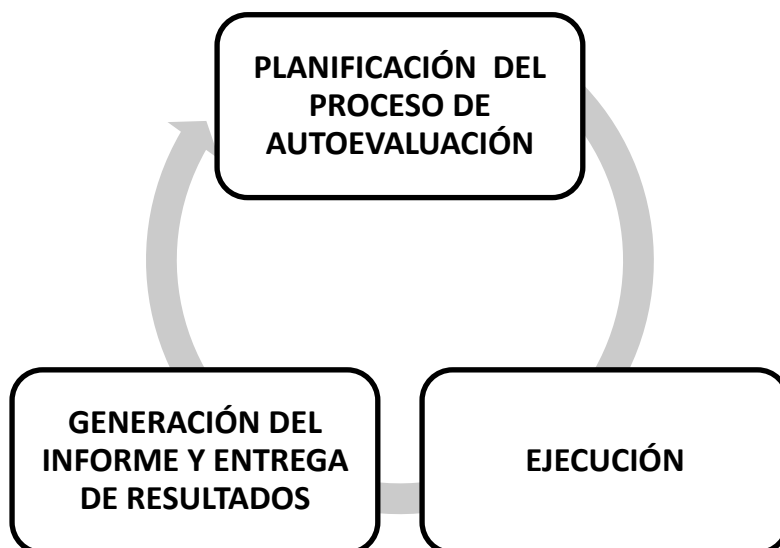 PLANIFICACIÓN DEL
PROCESO DE
AUTOEVALUACIÓN
GENERACIÓN DEL
INFORME Y ENTREGA
DE RESULTADOS
EJECUCIÓN